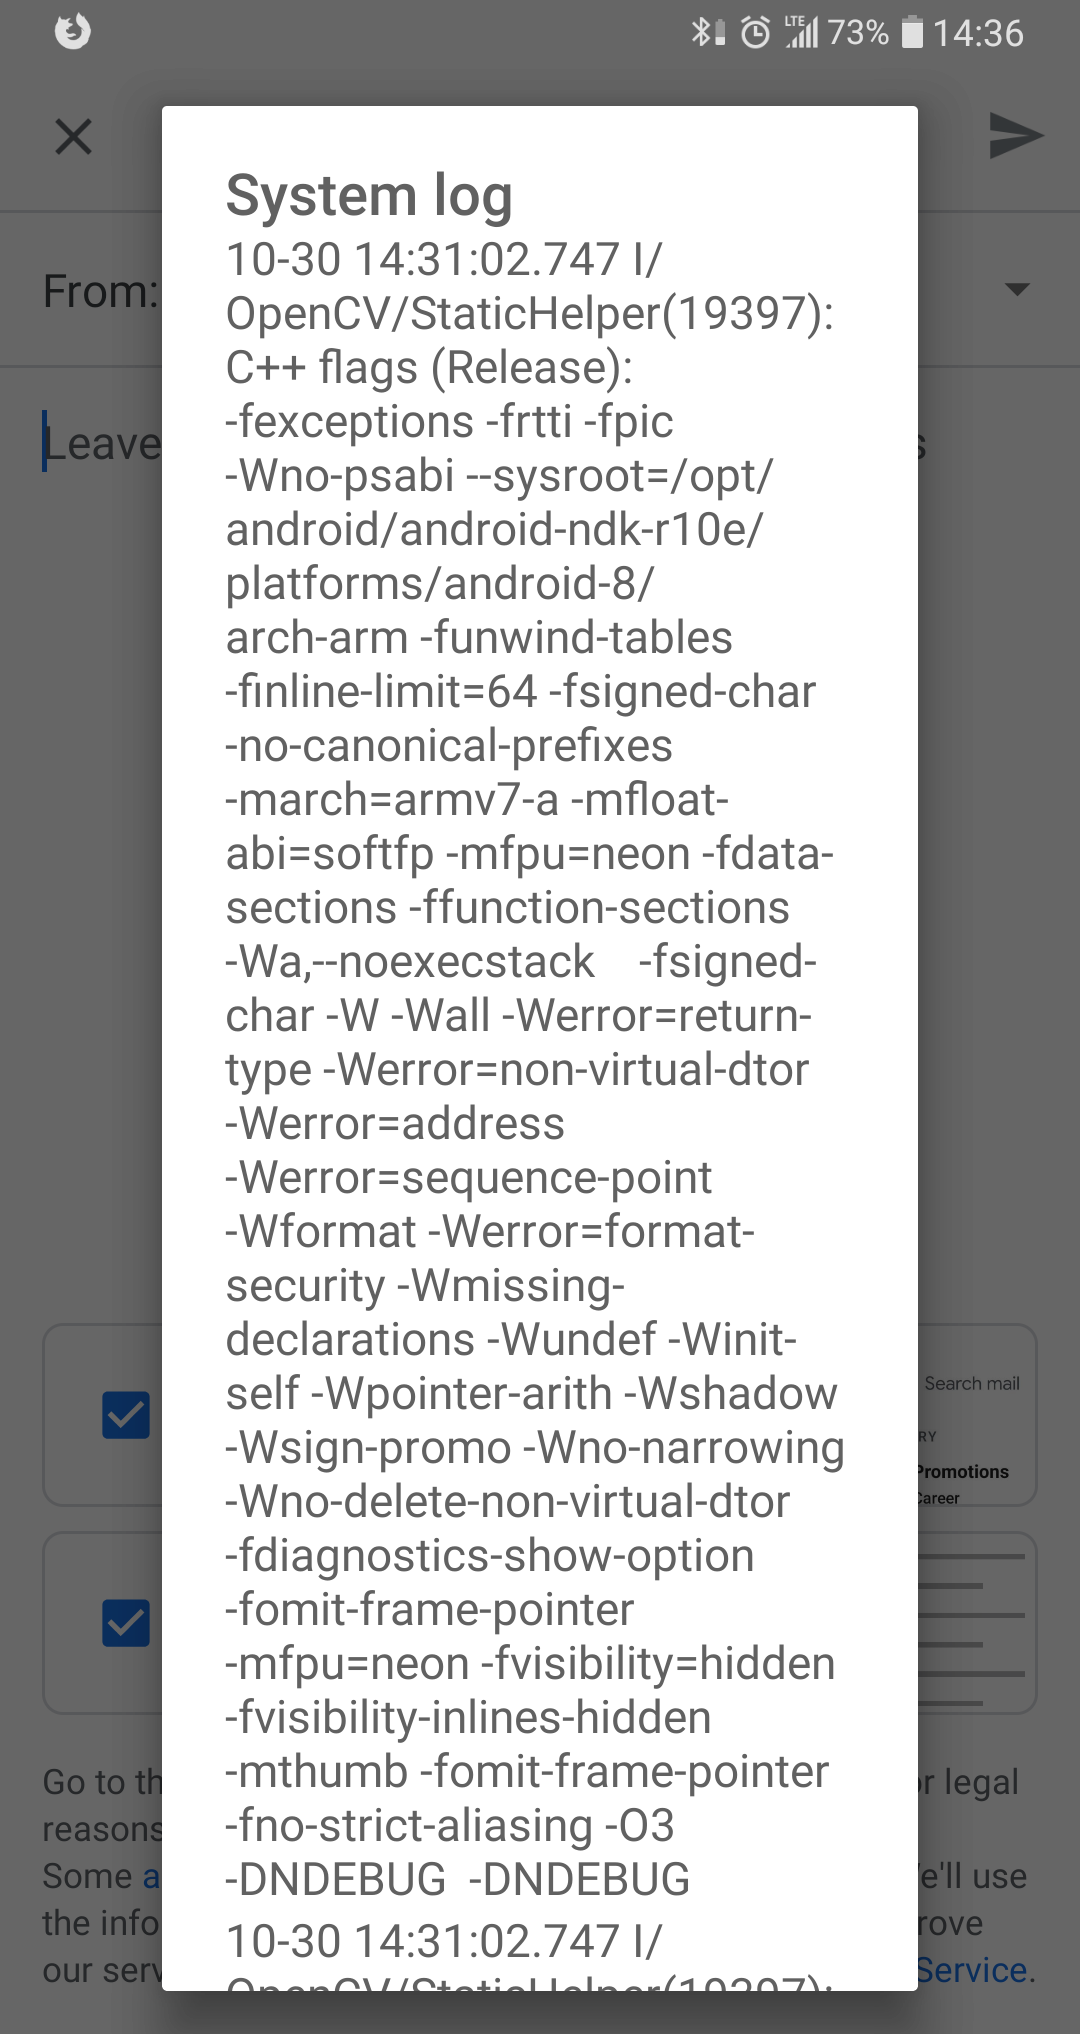 LTE 73% 14:36
From:
Leave
Search mail
RY
Promotions
Career
Go to th
r legal
reasons
Some a
e'll use
the info
rove
our serv
Service.
System log
10-30 14:31:02.747 I/
OpenCV/StaticHelper(19397):
C++ flags (Release):
-fexceptions -frtti -fpic
-Wno-psabi --sysroot=/opt/
android/android-ndk-r10e/
platforms/android-8/
arch-arm -funwind-tables
-finline-limit=64 -fsigned-char
-no-canonical-prefixes
-march=armv7-a -mfloat-
abi=softfp -mfpu=neon -fdata-
sections -ffunction-sections
-Wa,--noexecstack    -fsigned-
char -W -Wall -Werror=return-
type -Werror=non-virtual-dtor
-Werror=address
-Werror=sequence-point
-Wformat -Werror=format-
security -Wmissing-
declarations -Wundef -Winit-
self -Wpointer-arith -Wshadow
-Wsign-promo -Wno-narrowing
-Wno-delete-non-virtual-dtor
-fdiagnostics-show-option
-fomit-frame-pointer
-mfpu=neon -fvisibility=hidden
-fvisibility-inlines-hidden
-mthumb -fomit-frame-pointer
-fno-strict-aliasing -O3
-DNDEBUG  -DNDEBUG
10-30 14:31:02.747 I/
OpenCV/StaticHelper(19397):